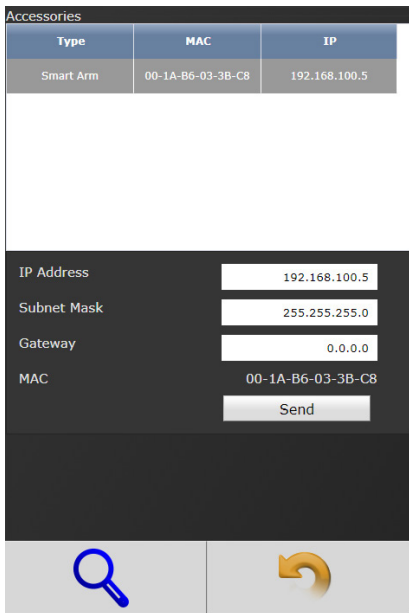 Accessories
Type MAC IP
Smart Arm 00-1A-B6-03-3B-C8 192.168.100.5
IP Address 192.168.100.5
Subnet Mask 255.255.255.0
Gateway 0.0.0.0
MAC 00-1A-B6-03-3B-C8
Send